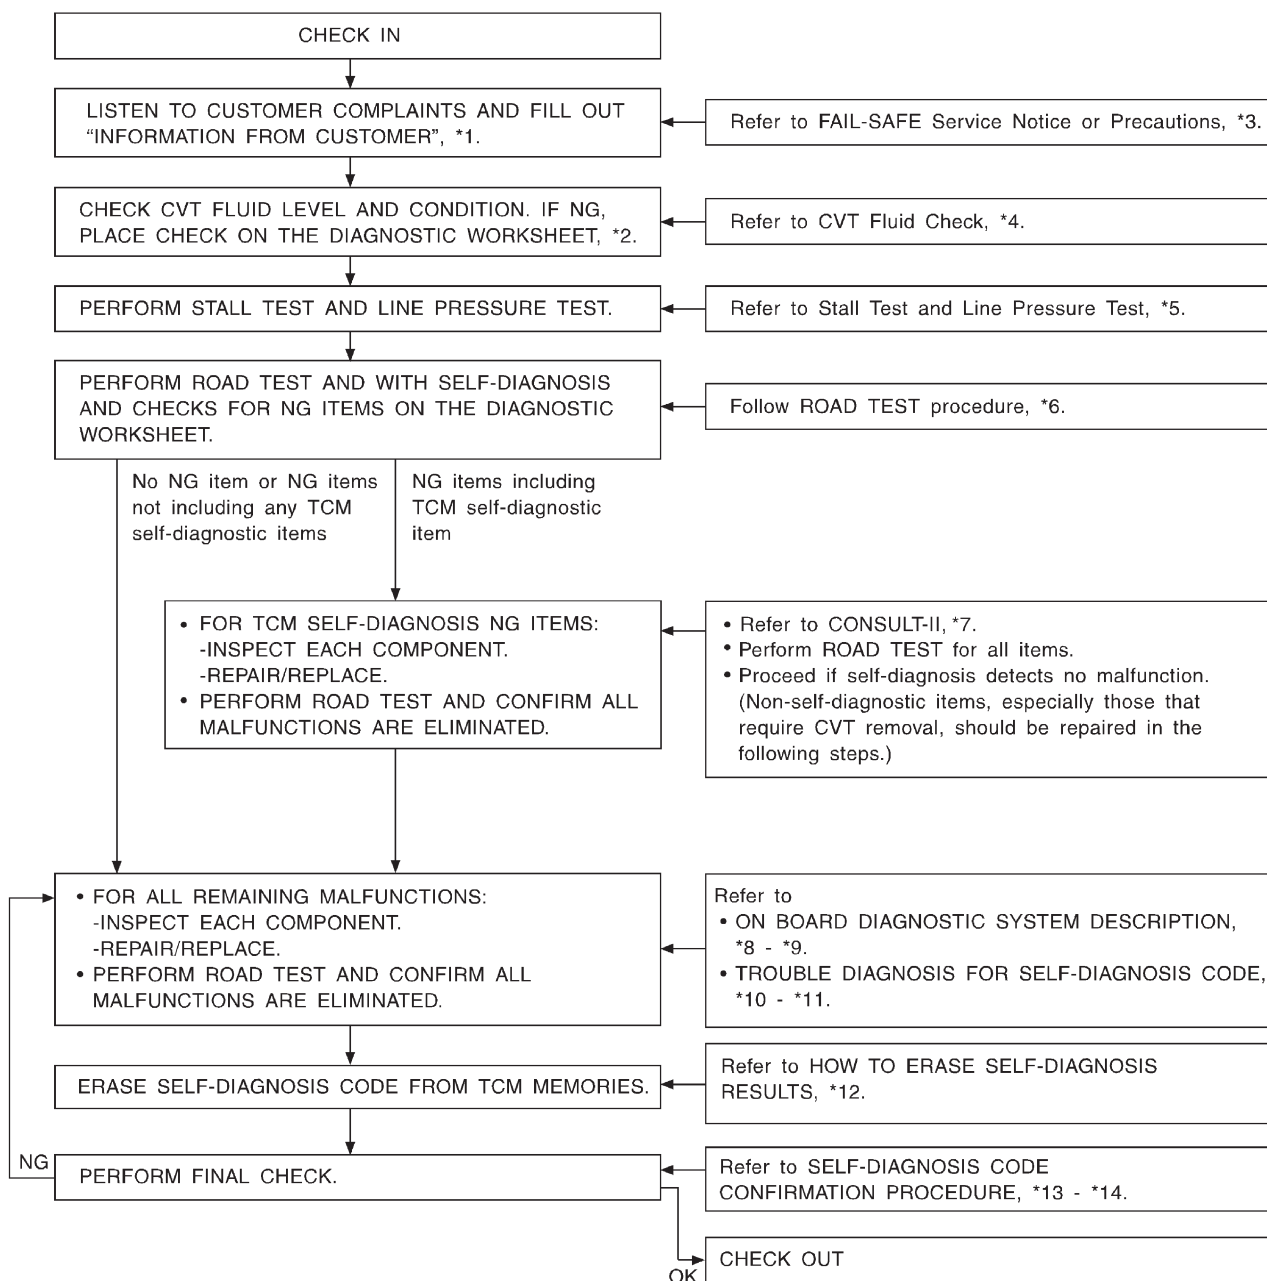 CHECK IN
LISTEN TO CUSTOMER COMPLAINTS AND FILL OUT
“INFORMATION FROM CUSTOMER”, *1.
Refer to FAIL-SAFE Service Notice or Precautions, *3.
CHECK CVT FLUID LEVEL AND CONDITION. IF NG,
PLACE CHECK ON THE DIAGNOSTIC WORKSHEET, *2.
Refer to CVT Fluid Check, *4.
PERFORM STALL TEST AND LINE PRESSURE TEST.
Refer to Stall Test and Line Pressure Test, *5.
PERFORM ROAD TEST AND WITH SELF-DIAGNOSIS
AND CHECKS FOR NG ITEMS ON THE DIAGNOSTIC
WORKSHEET.
Follow ROAD TEST procedure, *6.
No NG item or NG items
not including any TCM
self-diagnostic items
NG items including
TCM self-diagnostic
item
• FOR TCM SELF-DIAGNOSIS NG ITEMS:
-INSPECT EACH COMPONENT.
-REPAIR/REPLACE.
• PERFORM ROAD TEST AND CONFIRM ALL
MALFUNCTIONS ARE ELIMINATED.
• Refer to CONSULT-II, *7.
• Perform ROAD TEST for all items.
• Proceed if self-diagnosis detects no malfunction.
(Non-self-diagnostic items, especially those that
require CVT removal, should be repaired in the
following steps.)
• FOR ALL REMAINING MALFUNCTIONS:
-INSPECT EACH COMPONENT.
-REPAIR/REPLACE.
• PERFORM ROAD TEST AND CONFIRM ALL
MALFUNCTIONS ARE ELIMINATED.
Refer to
• ON BOARD DIAGNOSTIC SYSTEM DESCRIPTION,
*8 - *9.
• TROUBLE DIAGNOSIS FOR SELF-DIAGNOSIS CODE,
*10 - *11.
ERASE SELF-DIAGNOSIS CODE FROM TCM MEMORIES.
Refer to HOW TO ERASE SELF-DIAGNOSIS
RESULTS, *12.
NG
PERFORM FINAL CHECK.
Refer to SELF-DIAGNOSIS CODE
CONFIRMATION PROCEDURE, *13 - *14.
OK
CHECK OUT